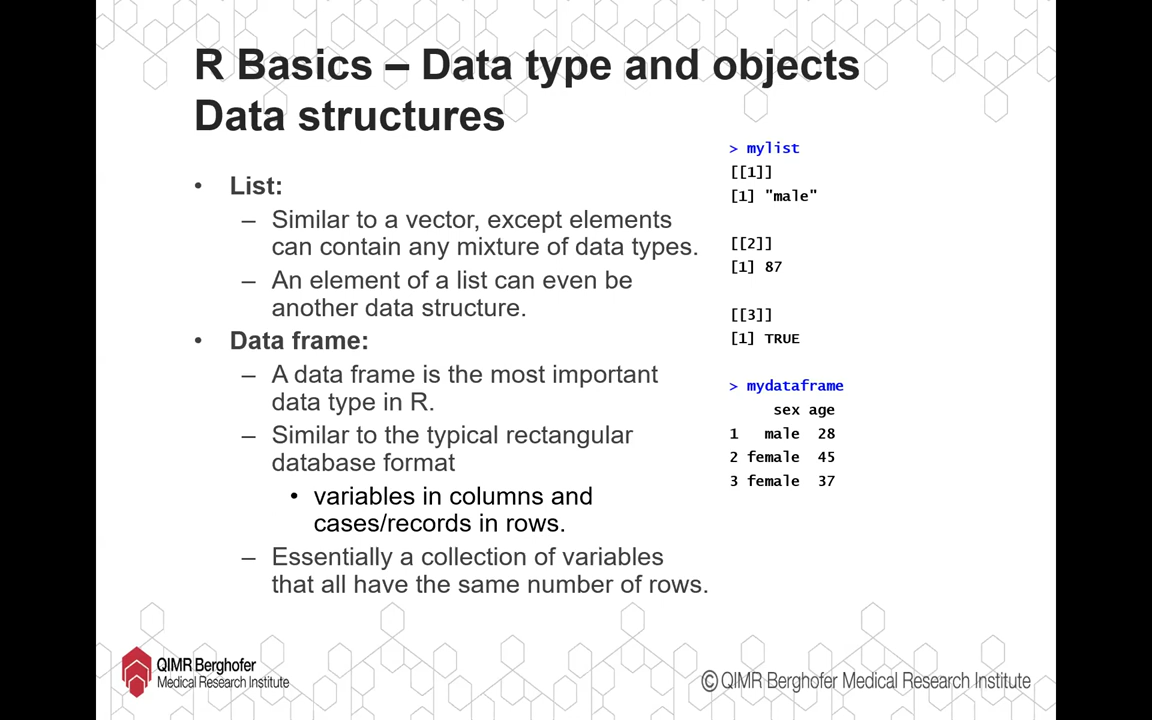 R Basics – Data type and objects
Data structures
• List:
– Similar to a vector, except elements
can contain any mixture of data types.
– An element of a list can even be
another data structure.
• Data frame:
– A data frame is the most important
data type in R.
– Similar to the typical rectangular
database format
• variables in columns and
cases/records in rows.
– Essentially a collection of variables
that all have the same number of rows.
> mylist
[[1]]
[1] "male"
[[2]]
[1] 87
[[3]]
[1] TRUE
> mydataframe
sex age
1 male 28
2 female 45
3 female 37
QIMR Berghofer
Medical Research Institute
© QIMR Berghofer Medical Research Institute